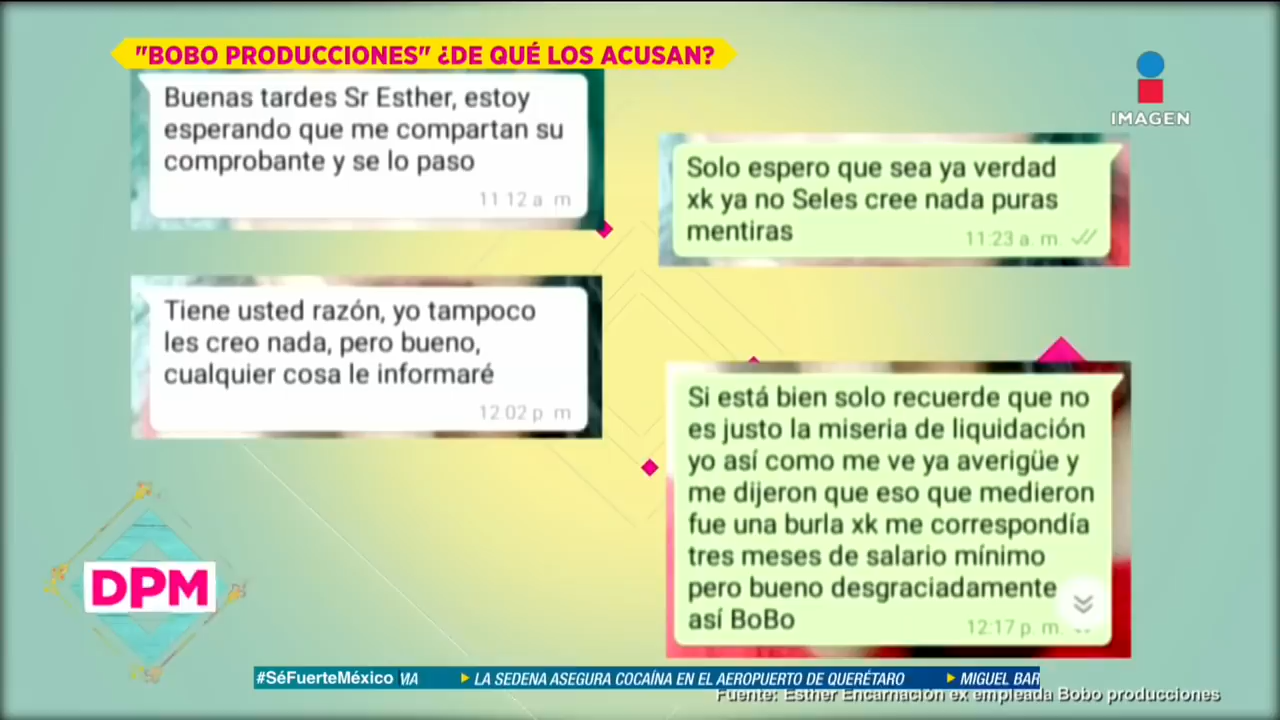 "BOBO PRODUCCIONES" ¿DE QUÉ LOS ACUSAN?
IMAGEN
Buenas tardes Sr Esther, estoy
esperando que me compartan su
comprobante y se lo paso
11:12 a m
Solo espero que sea ya verdad
xk ya no Seles cree nada puras
mentiras
11:23 a. m.
Tiene usted razón, yo tampoco
les creo nada, pero bueno,
cualquier cosa le informaré
12:02 p m
Si está bien solo recuerde que no
es justo la miseria de liquidación
yo así como me ve ya averigüe y
me dijeron que eso que medieron
fue una burla xk me correspondía
tres meses de salario mínimo
pero bueno desgraciadamente
así BoBo
12:17 p. m.
DPM
#SéFuerteMéxico LA SEDENA ASEGURA COCAÍNA EN EL AEROPUERTO DE QUERÉTARO MIGUEL BAR
Fuente: Esther Encarnación ex empleada Bobo producciones